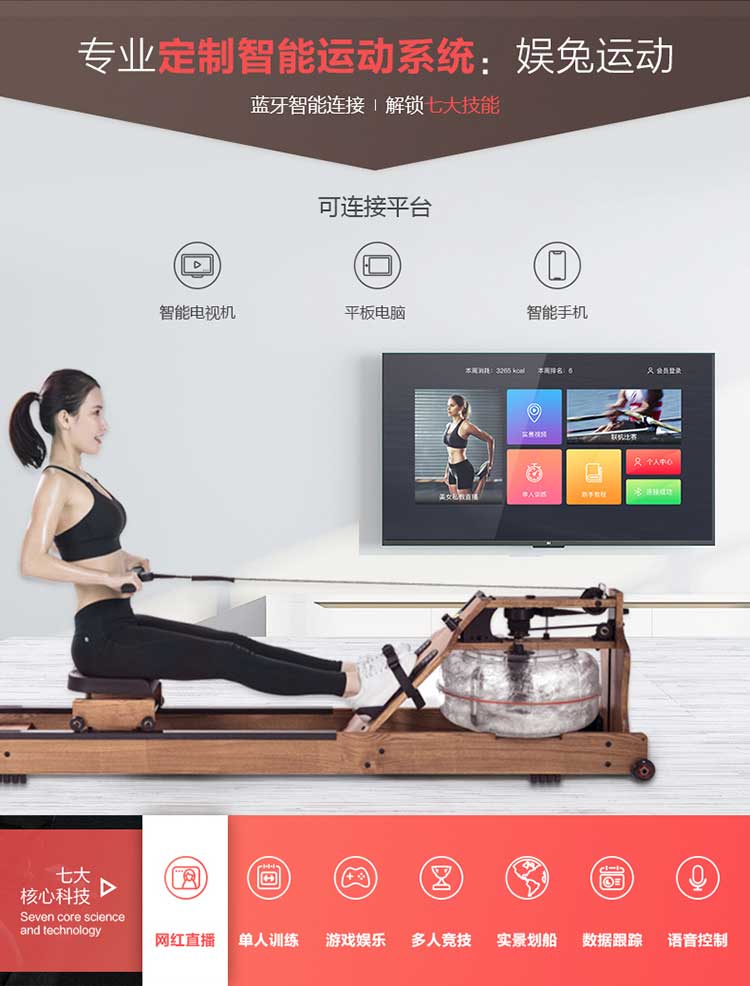 专业定制智能运动系统：娱兔运动
蓝牙智能连接 | 解锁七大技能
可连接平台
智能电视机
平板电脑
智能手机
本周消耗：3265 kcal
本周排名：6
会员登录
美女私教直播
实景视频
联机比赛
单人训练
新手教程
个人中心
连接成功
七大
核心科技
Seven core science
and technology
网红直播
单人训练
游戏娱乐
多人竞技
实景划船
数据跟踪
语音控制